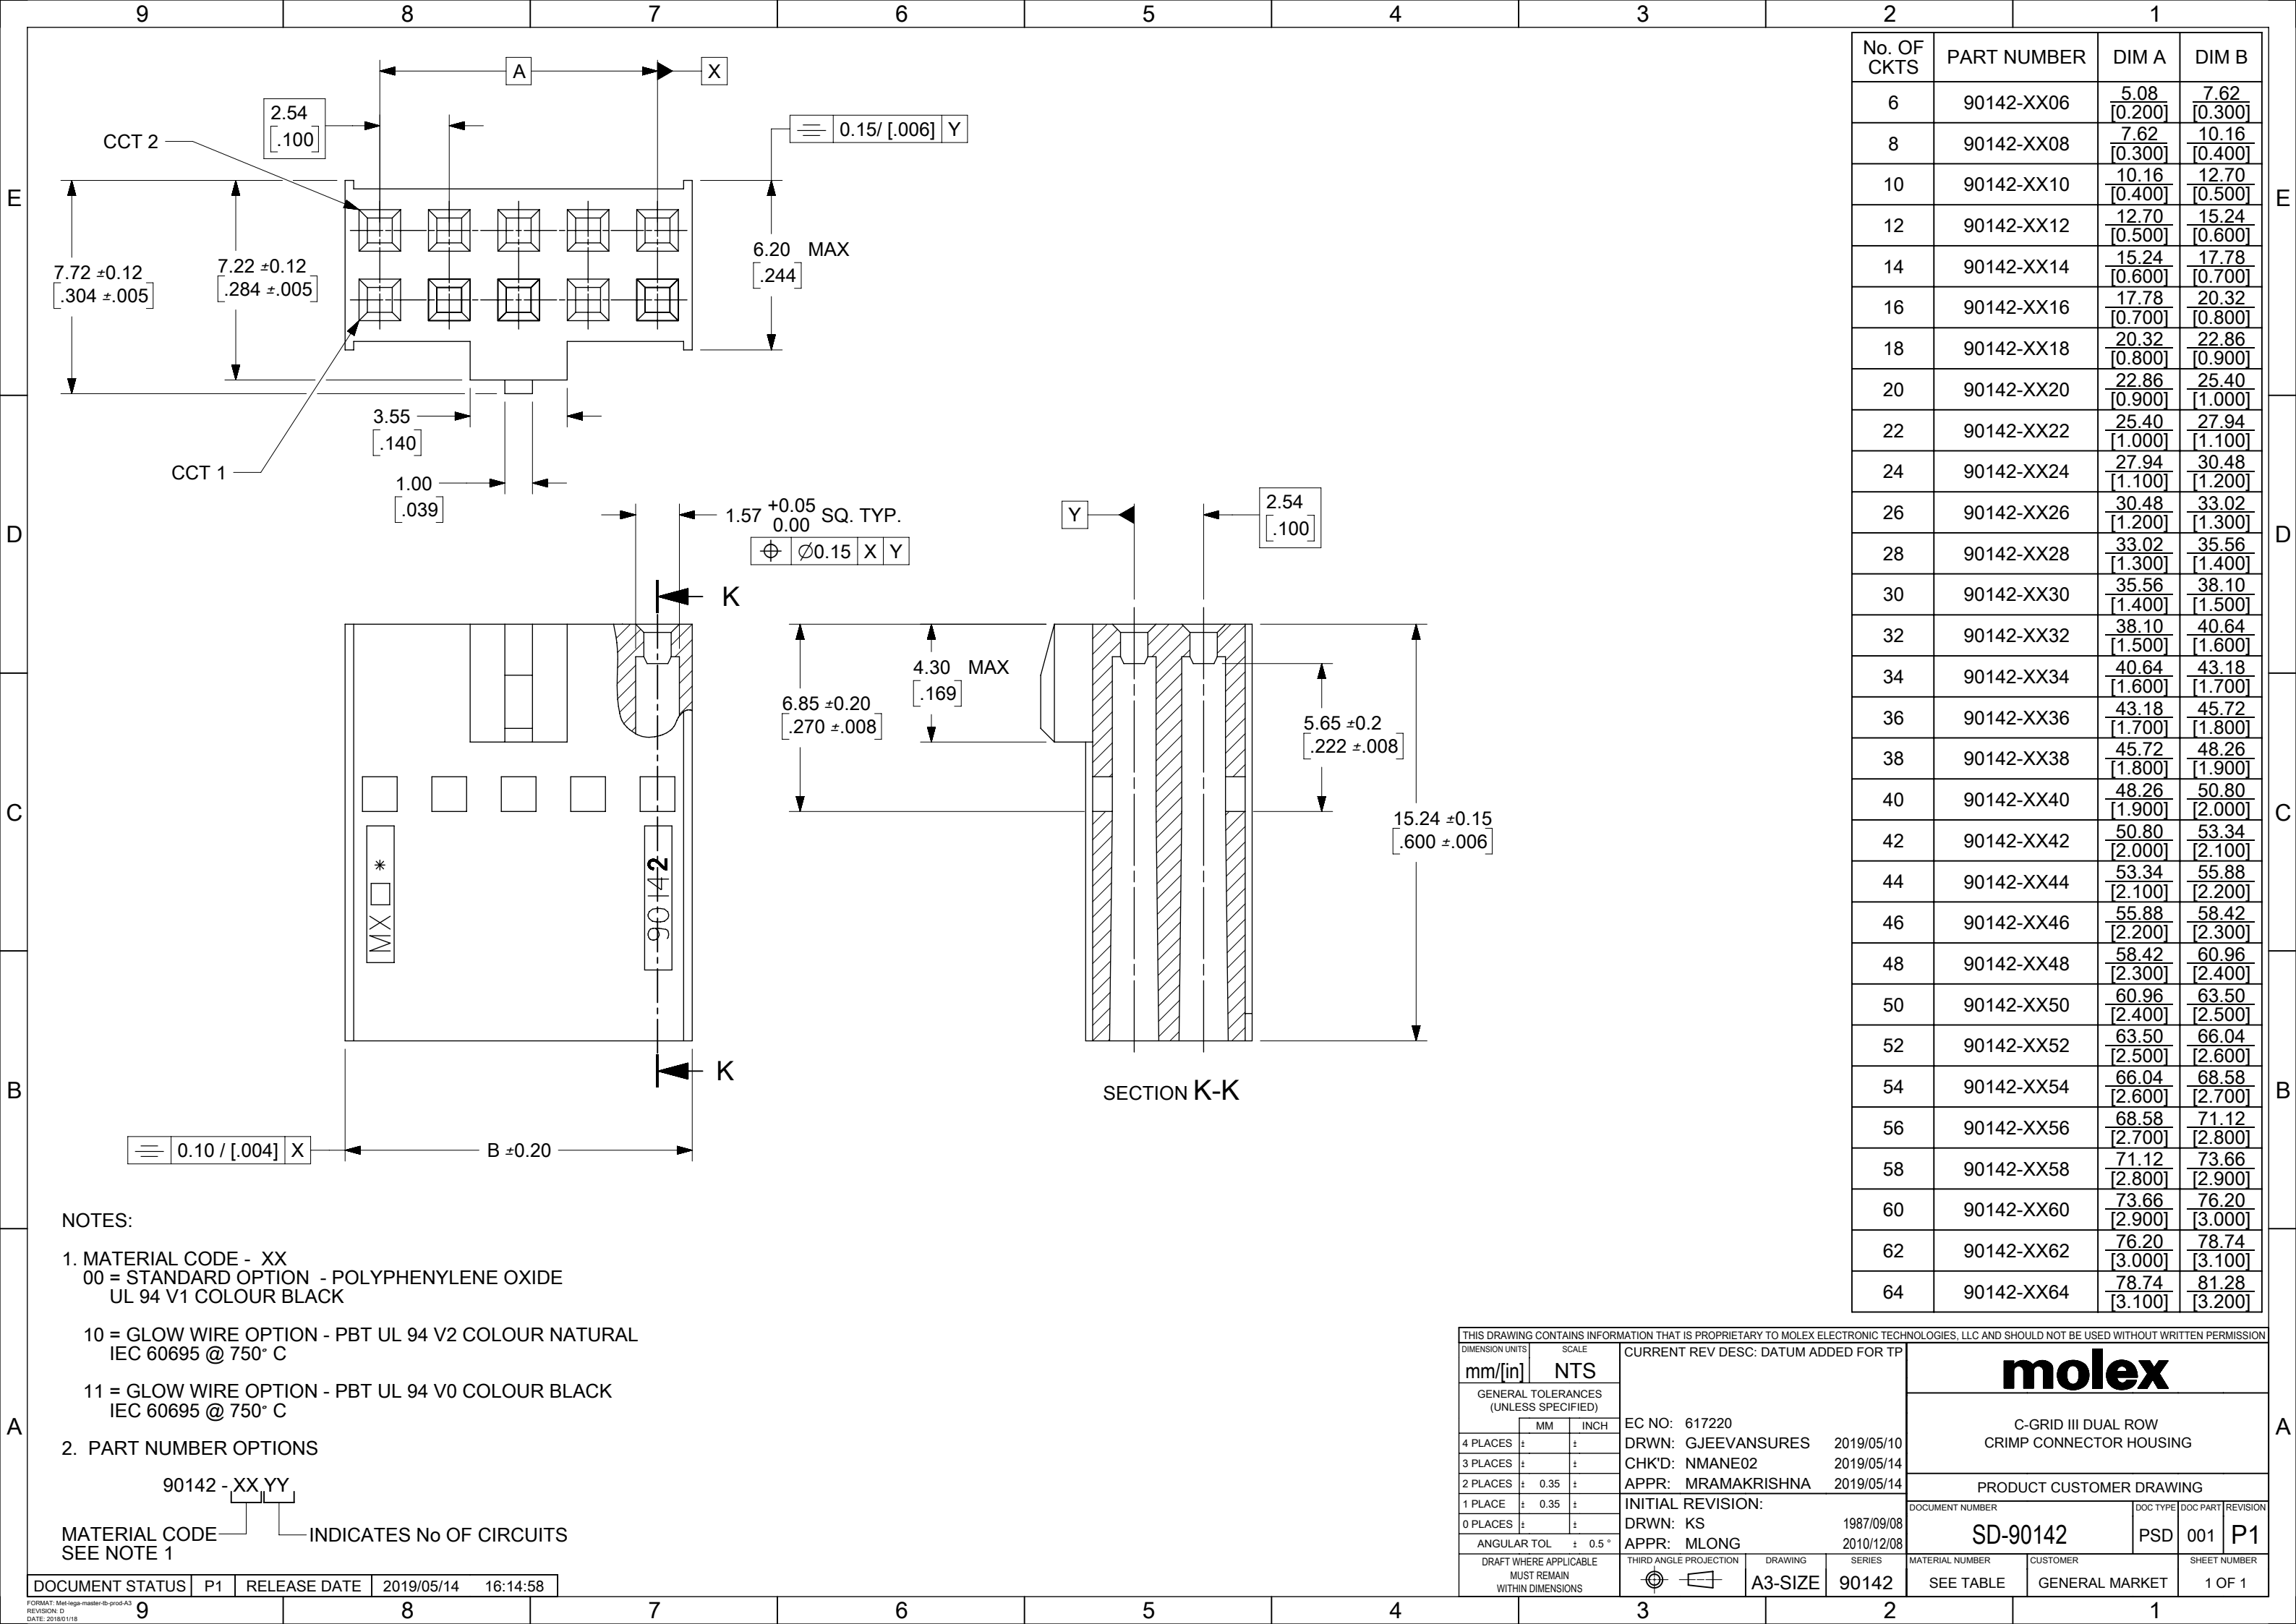 9 8 7 6 5 4 3 2 1
E
D
C
B
A
E
D
C
B
A
A
X
2.54
[.100]
CCT 2
0.15/ [.006] Y
7.72 ±0.12
[.304 ±.005]
7.22 ±0.12
[.284 ±.005]
6.20 MAX
[.244]
3.55
[.140]
CCT 1
1.00
[.039]
1.57 +0.05
0.00 SQ. TYP.
⌖ ∅0.15 X Y
Y
2.54
[.100]
K
4.30 MAX
[.169]
6.85 ±0.20
[.270 ±.008]
5.65 ±0.2
[.222 ±.008]
15.24 ±0.15
[.600 ±.006]
MX□*
90142
K
SECTION K-K
0.10 / [.004] X
B ±0.20
No. OF
CKTS PART NUMBER DIM A DIM B
6 90142-XX06 5.08 7.62
[0.200] [0.300]
8 90142-XX08 7.62 10.16
[0.300] [0.400]
10 90142-XX10 10.16 12.70
[0.400] [0.500]
12 90142-XX12 12.70 15.24
[0.500] [0.600]
14 90142-XX14 15.24 17.78
[0.600] [0.700]
16 90142-XX16 17.78 20.32
[0.700] [0.800]
18 90142-XX18 20.32 22.86
[0.800] [0.900]
20 90142-XX20 22.86 25.40
[0.900] [1.000]
22 90142-XX22 25.40 27.94
[1.000] [1.100]
24 90142-XX24 27.94 30.48
[1.100] [1.200]
26 90142-XX26 30.48 33.02
[1.200] [1.300]
28 90142-XX28 33.02 35.56
[1.300] [1.400]
30 90142-XX30 35.56 38.10
[1.400] [1.500]
32 90142-XX32 38.10 40.64
[1.500] [1.600]
34 90142-XX34 40.64 43.18
[1.600] [1.700]
36 90142-XX36 43.18 45.72
[1.700] [1.800]
38 90142-XX38 45.72 48.26
[1.800] [1.900]
40 90142-XX40 48.26 50.80
[1.900] [2.000]
42 90142-XX42 50.80 53.34
[2.000] [2.100]
44 90142-XX44 53.34 55.88
[2.100] [2.200]
46 90142-XX46 55.88 58.42
[2.200] [2.300]
48 90142-XX48 58.42 60.96
[2.300] [2.400]
50 90142-XX50 60.96 63.50
[2.400] [2.500]
52 90142-XX52 63.50 66.04
[2.500] [2.600]
54 90142-XX54 66.04 68.58
[2.600] [2.700]
56 90142-XX56 68.58 71.12
[2.700] [2.800]
58 90142-XX58 71.12 73.66
[2.800] [2.900]
60 90142-XX60 73.66 76.20
[2.900] [3.000]
62 90142-XX62 76.20 78.74
[3.000] [3.100]
64 90142-XX64 78.74 81.28
[3.100] [3.200]
NOTES:
1. MATERIAL CODE - XX
00 = STANDARD OPTION - POLYPHENYLENE OXIDE
UL 94 V1 COLOUR BLACK
10 = GLOW WIRE OPTION - PBT UL 94 V2 COLOUR NATURAL
IEC 60695 @ 750° C
11 = GLOW WIRE OPTION - PBT UL 94 V0 COLOUR BLACK
IEC 60695 @ 750° C
2. PART NUMBER OPTIONS
90142 - XX YY
MATERIAL CODE
SEE NOTE 1
INDICATES No OF CIRCUITS
DOCUMENT STATUS P1 RELEASE DATE 2019/05/14 16:14:58
FORMAT: Met-lega-master-tb-prod-A3
REVISION: D
DATE: 2018/01/18
THIS DRAWING CONTAINS INFORMATION THAT IS PROPRIETARY TO MOLEX ELECTRONIC TECHNOLOGIES, LLC AND SHOULD NOT BE USED WITHOUT WRITTEN PERMISSION
DIMENSION UNITS SCALE
mm/[in] NTS
GENERAL TOLERANCES
(UNLESS SPECIFIED)
MM INCH
4 PLACES ± ±
3 PLACES ± ±
2 PLACES ± 0.35 ±
1 PLACE ± 0.35 ±
0 PLACES ± ±
ANGULAR TOL ± 0.5 °
DRAFT WHERE APPLICABLE
MUST REMAIN
WITHIN DIMENSIONS
CURRENT REV DESC: DATUM ADDED FOR TP
EC NO: 617220
DRWN: GJEEVANSURES 2019/05/10
CHK'D: NMANE02 2019/05/14
APPR: MRAMAKRISHNA 2019/05/14
INITIAL REVISION:
DRWN: KS 1987/09/08
APPR: MLONG 2010/12/08
THIRD ANGLE PROJECTION DRAWING SERIES
A3-SIZE 90142
molex
C-GRID III DUAL ROW
CRIMP CONNECTOR HOUSING
PRODUCT CUSTOMER DRAWING
DOCUMENT NUMBER DOC TYPE DOC PART REVISION
SD-90142 PSD 001 P1
MATERIAL NUMBER CUSTOMER SHEET NUMBER
SEE TABLE GENERAL MARKET 1 OF 1
9 8 7 6 5 4 3 2 1